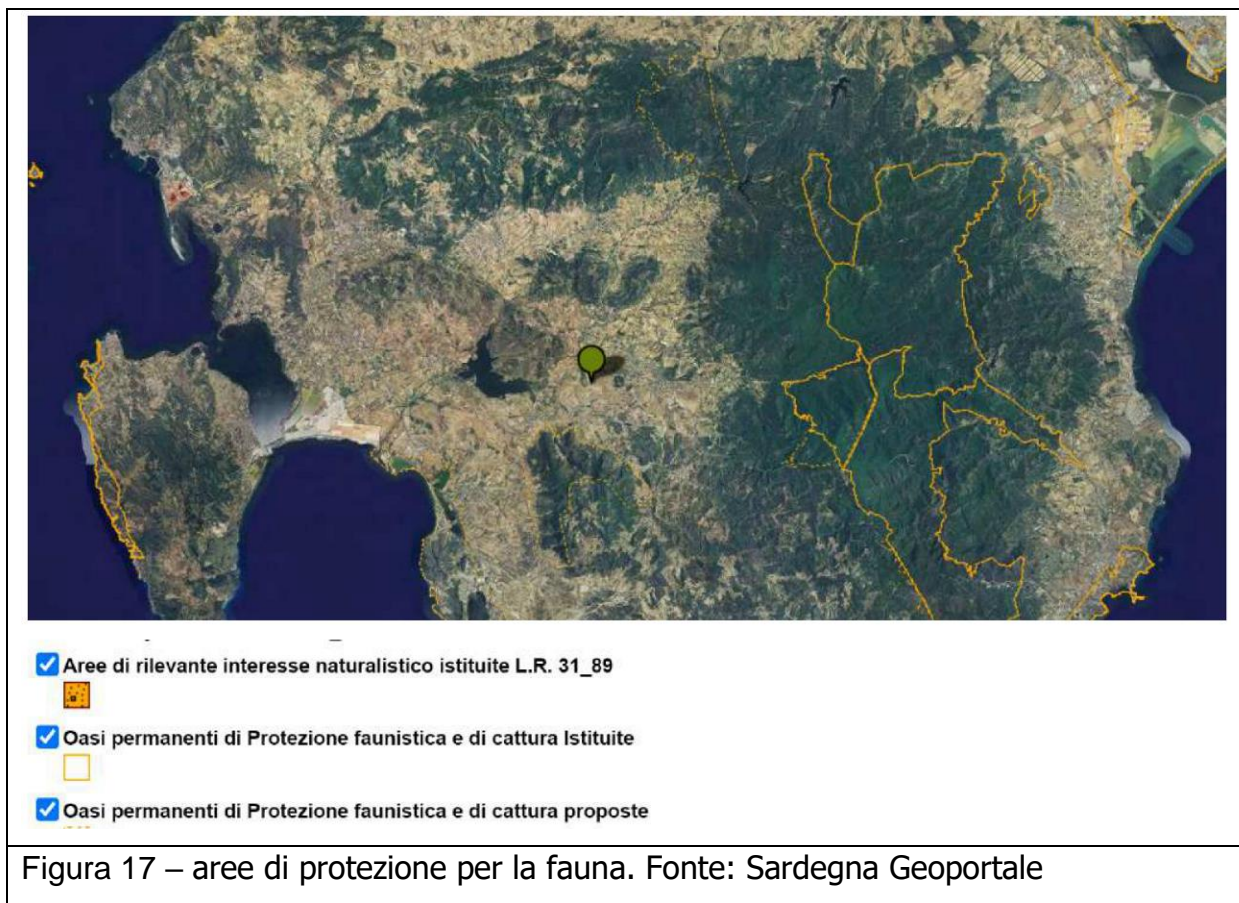 Aree di rilevante interesse naturalistico istituite L.R. 31_89
Oasi permanenti di Protezione faunistica e di cattura Istituite
Oasi permanenti di Protezione faunistica e di cattura proposte
Figura 17 – aree di protezione per la fauna. Fonte: Sardegna Geoportale